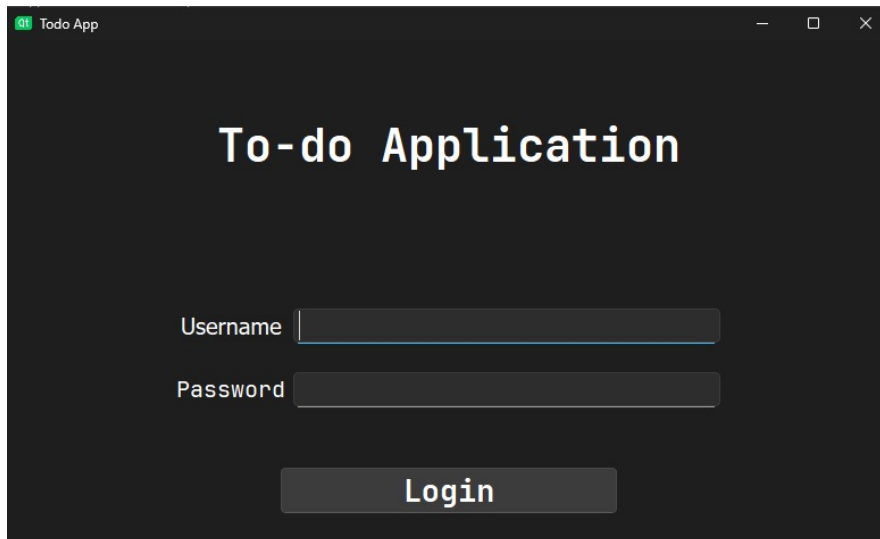 Qt Todo App
To-do Application
Username
Password
Login